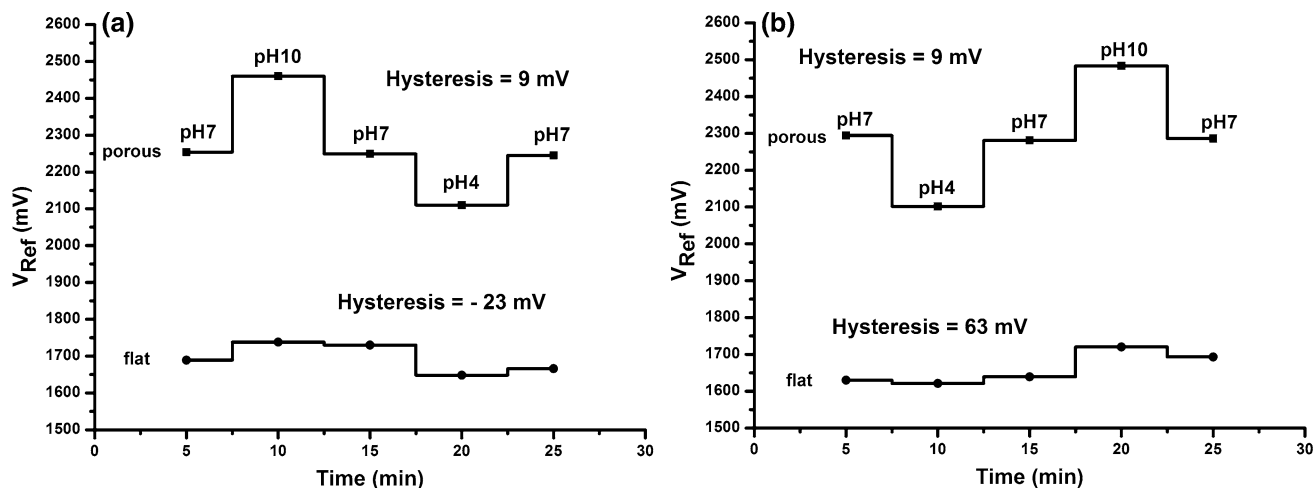 (a)
2600
2500
2400
2300
2200
2100
2000
1900
1800
1700
1600
1500
V_Ref (mV)
pH10
Hysteresis = 9 mV
pH7
pH7
pH7
porous
pH4
Hysteresis = - 23 mV
flat
0 5 10 15 20 25 30
Time (min)
(b)
2600
2500
2400
2300
2200
2100
2000
1900
1800
1700
1600
1500
V_Ref (mV)
pH10
Hysteresis = 9 mV
pH7
pH7
pH7
porous
pH4
Hysteresis = 63 mV
flat
0 5 10 15 20 25 30
Time (min)